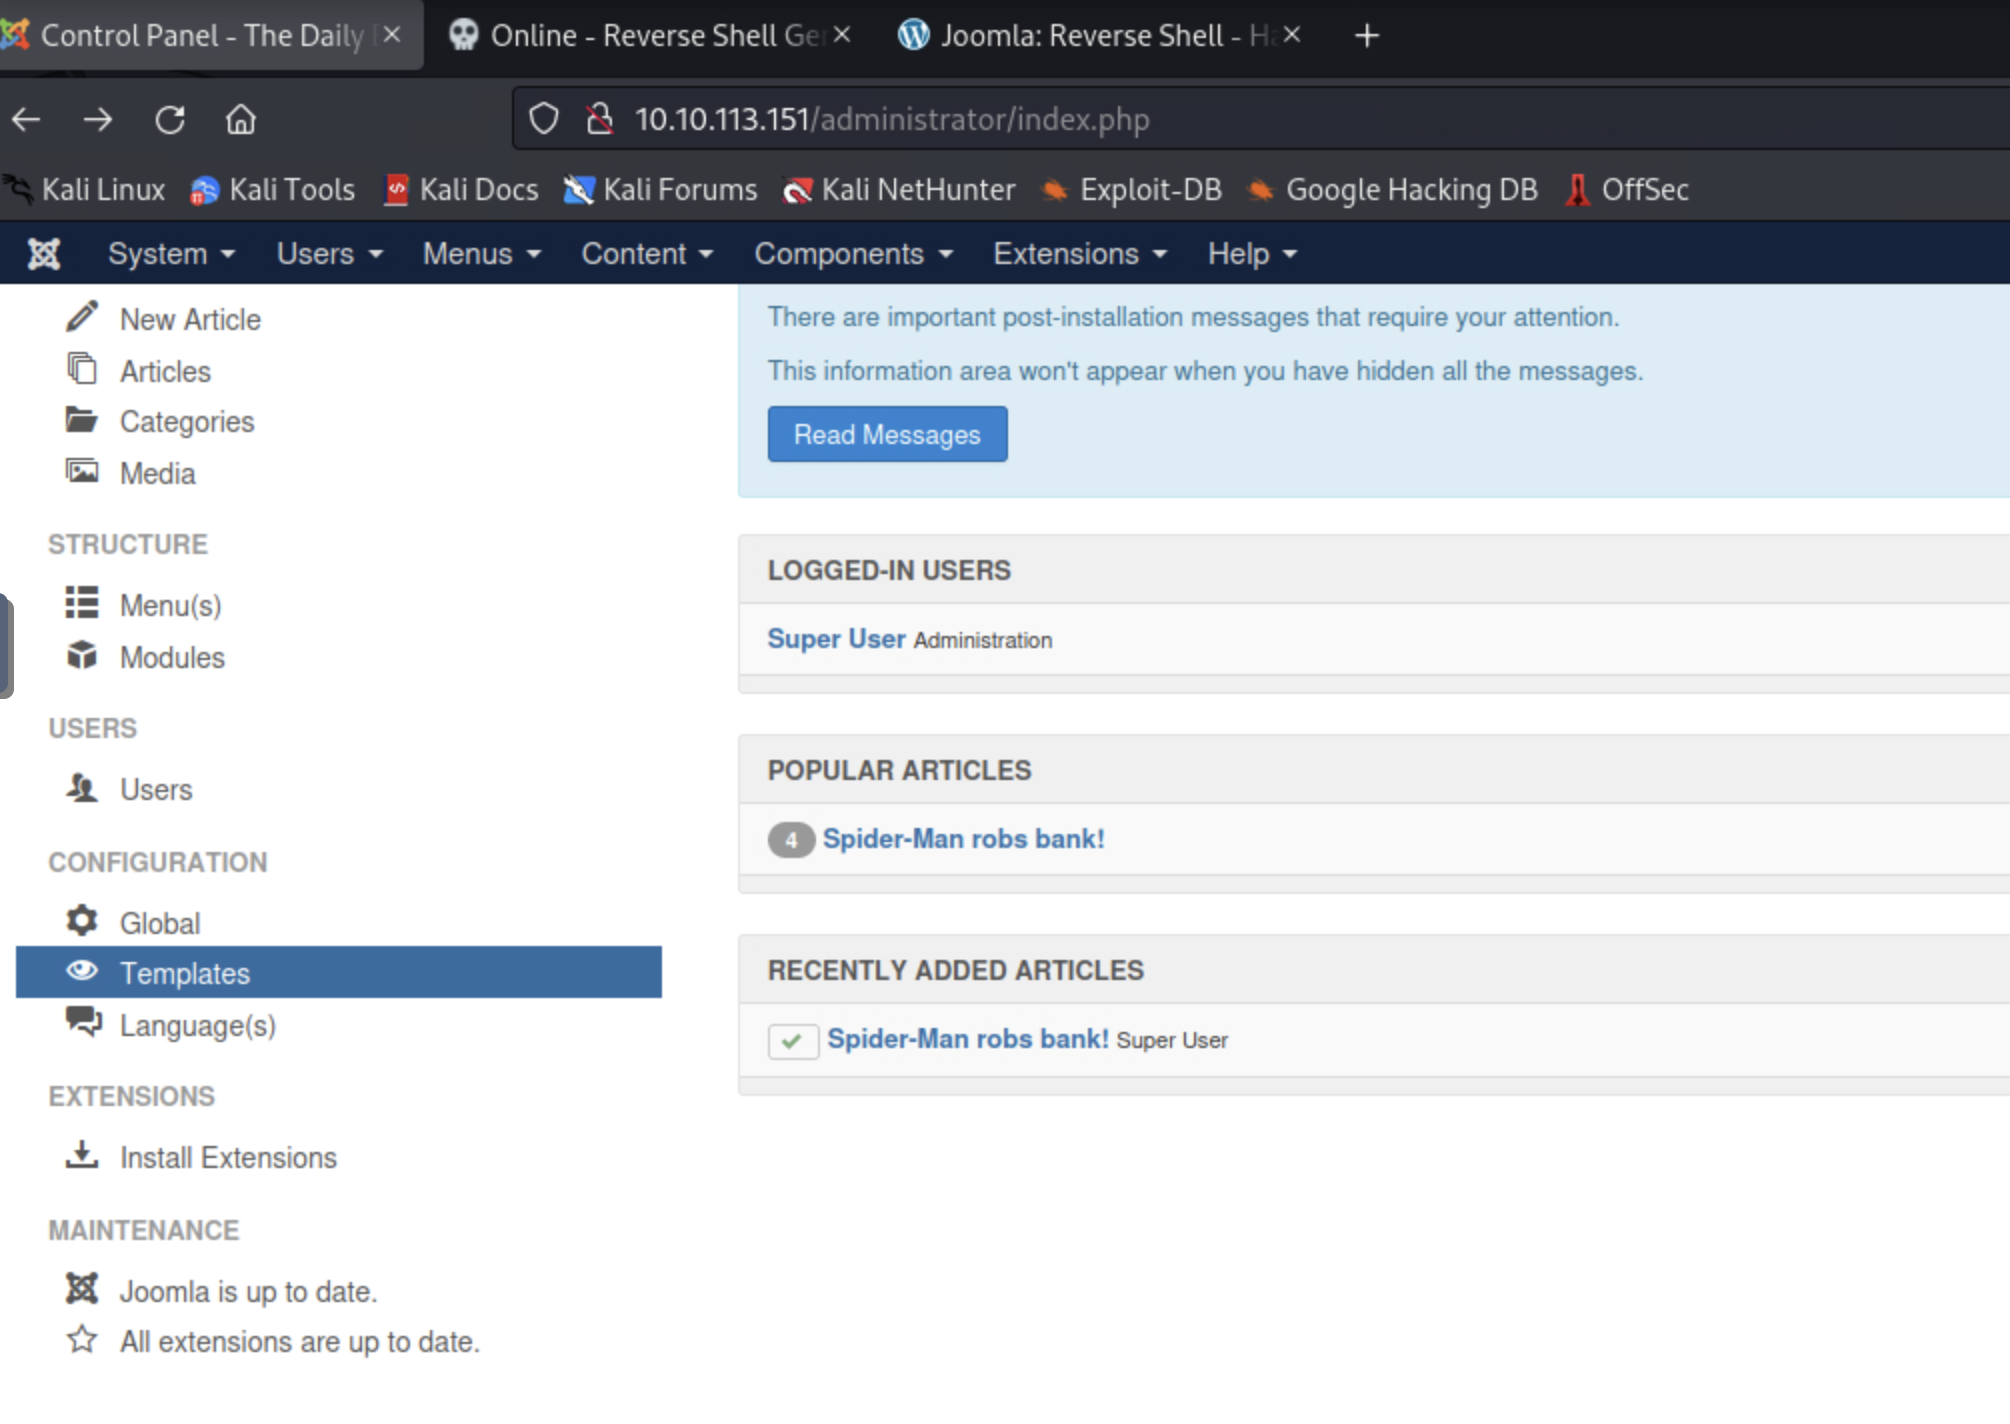 Control Panel - The Daily
Online - Reverse Shell Ge
Joomla: Reverse Shell - Ha
10.10.113.151/administrator/index.php
Kali Linux Kali Tools Kali Docs Kali Forums Kali NetHunter Exploit-DB Google Hacking DB OffSec
System Users Menus Content Components Extensions Help
New Article
Articles
Categories
Media
STRUCTURE
Menu(s)
Modules
USERS
Users
CONFIGURATION
Global
Templates
Language(s)
EXTENSIONS
Install Extensions
MAINTENANCE
Joomla is up to date.
All extensions are up to date.
There are important post-installation messages that require your attention.
This information area won't appear when you have hidden all the messages.
Read Messages
LOGGED-IN USERS
Super User Administration
POPULAR ARTICLES
4 Spider-Man robs bank!
RECENTLY ADDED ARTICLES
Spider-Man robs bank! Super User